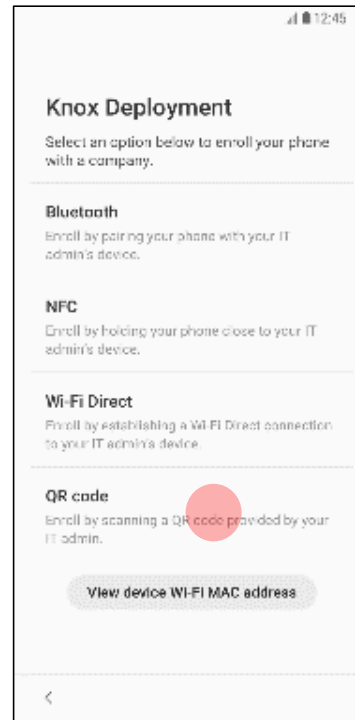 12:45
Knox Deployment
Select an option below to enroll your phone
with a company.
Bluetooth
Enroll by pairing your phone with your IT
admin's device.
NFC
Enroll by holding your phone close to your IT
admin's device.
Wi-Fi Direct
Enroll by establishing a Wi-Fi Direct connection
to your IT admin's device.
QR code
Enroll by scanning a QR code provided by your
IT admin.
View device Wi-Fi MAC address